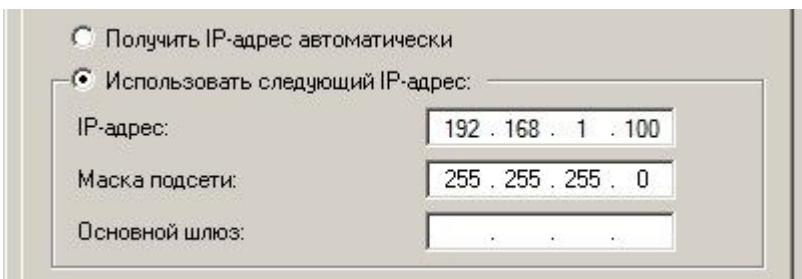 Получить IP-адрес автоматически
Использовать следующий IP-адрес:
IP-адрес: 192 . 168 . 1 . 100
Маска подсети: 255 . 255 . 255 . 0
Основной шлюз: . . .